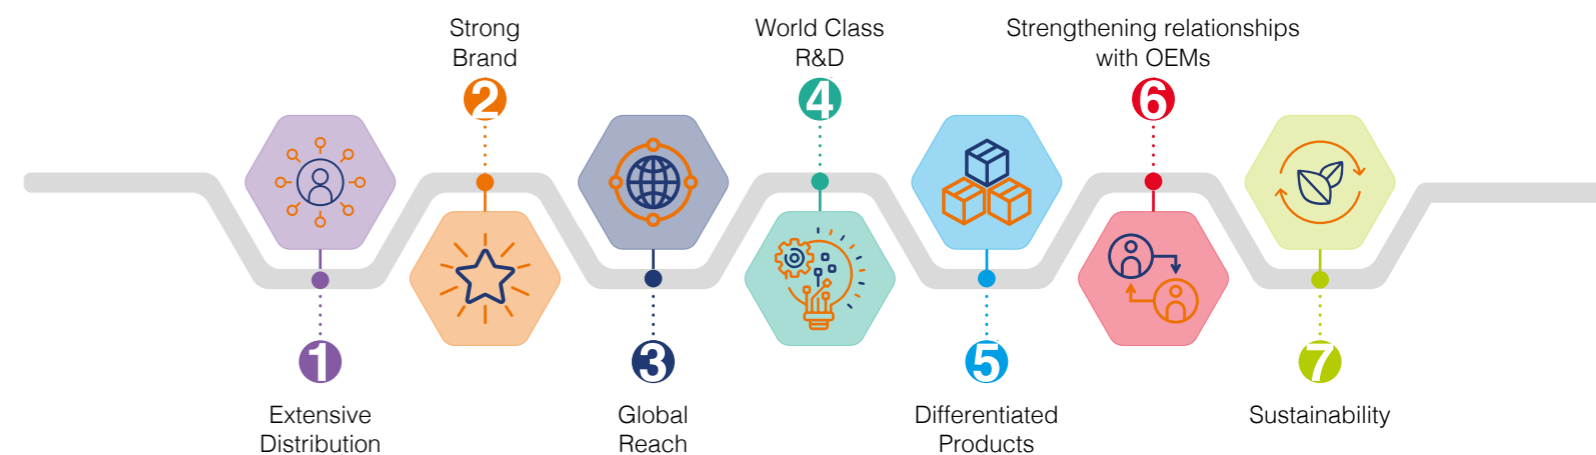 1
Extensive
Distribution
Strong
Brand
2
3
Global
Reach
World Class
R&D
4
5
Differentiated
Products
Strengthening relationships
with OEMs
6
7
Sustainability